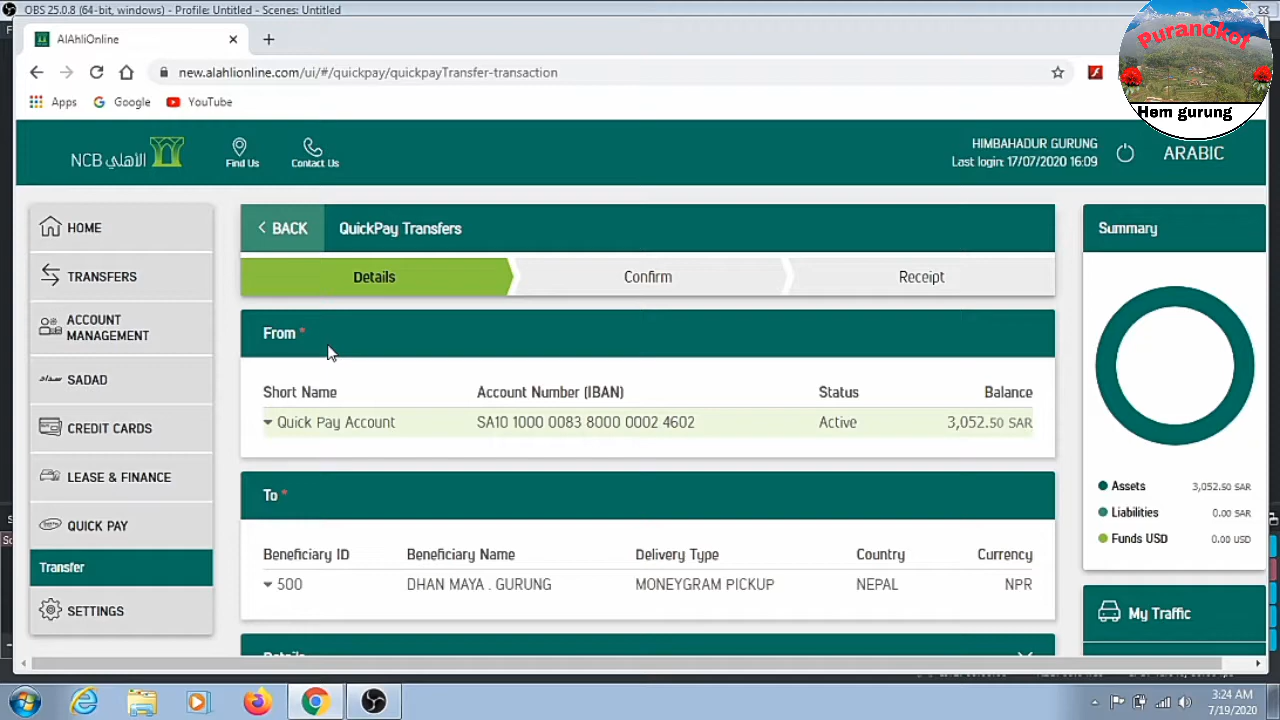 OBS 25.0.8 (64-bit, windows) - Profile: Untitled - Scenes: Untitled
AlAhliOnline
new.alahlionline.com/ui/#/quickpay/quickpayTransfer-transaction
Apps
Google
YouTube
Puranokot
Hem gurung
NCB الأهلي
Find Us
Contact Us
HIMBAHADUR GURUNG
Last login: 17/07/2020 16:09
ARABIC
HOME
TRANSFERS
ACCOUNT
MANAGEMENT
SADAD
CREDIT CARDS
LEASE & FINANCE
QUICK PAY
Transfer
SETTINGS
BACK
QuickPay Transfers
Details
Confirm
Receipt
From *
Short Name Account Number (IBAN) Status Balance
Quick Pay Account SA10 1000 0083 8000 0002 4602 Active 3,052.50 SAR
To *
Beneficiary ID Beneficiary Name Delivery Type Country Currency
500 DHAN MAYA . GURUNG MONEYGRAM PICKUP NEPAL NPR
Details
Summary
Assets 3,052.50 SAR
Liabilities 0.00 SAR
Funds USD 0.00 USD
My Traffic
3:24 AM
7/19/2020